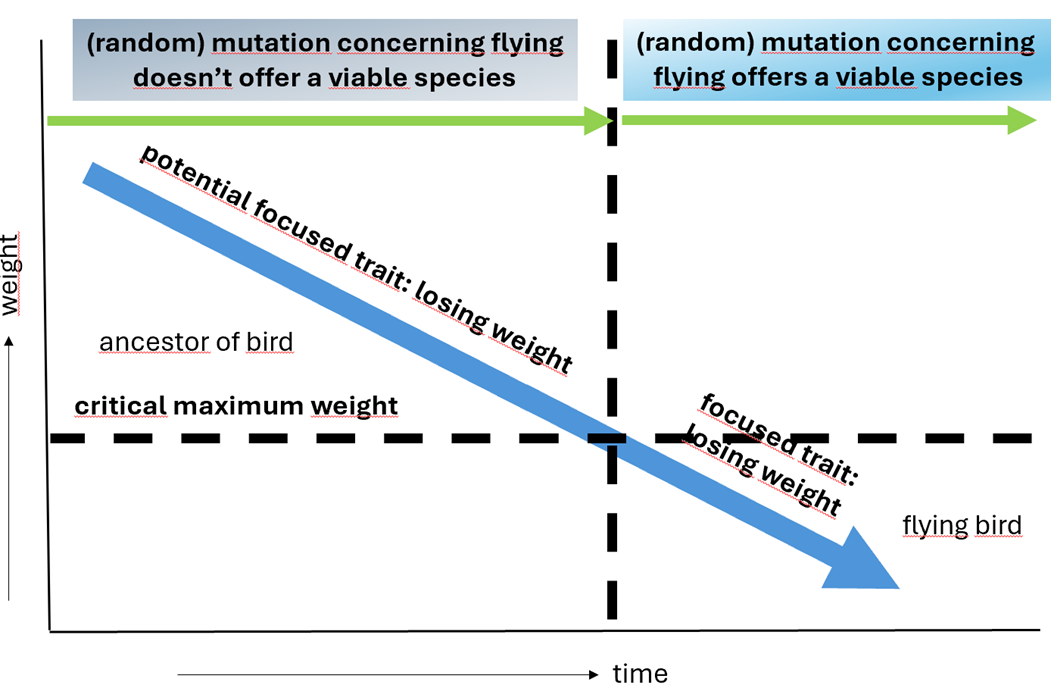 (random) mutation concerning flying
doesn’t offer a viable species
(random) mutation concerning
flying offers a viable species
potential focused trait: losing weight
weight
ancestor of bird
critical maximum weight
focused trait:
losing weight
flying bird
time